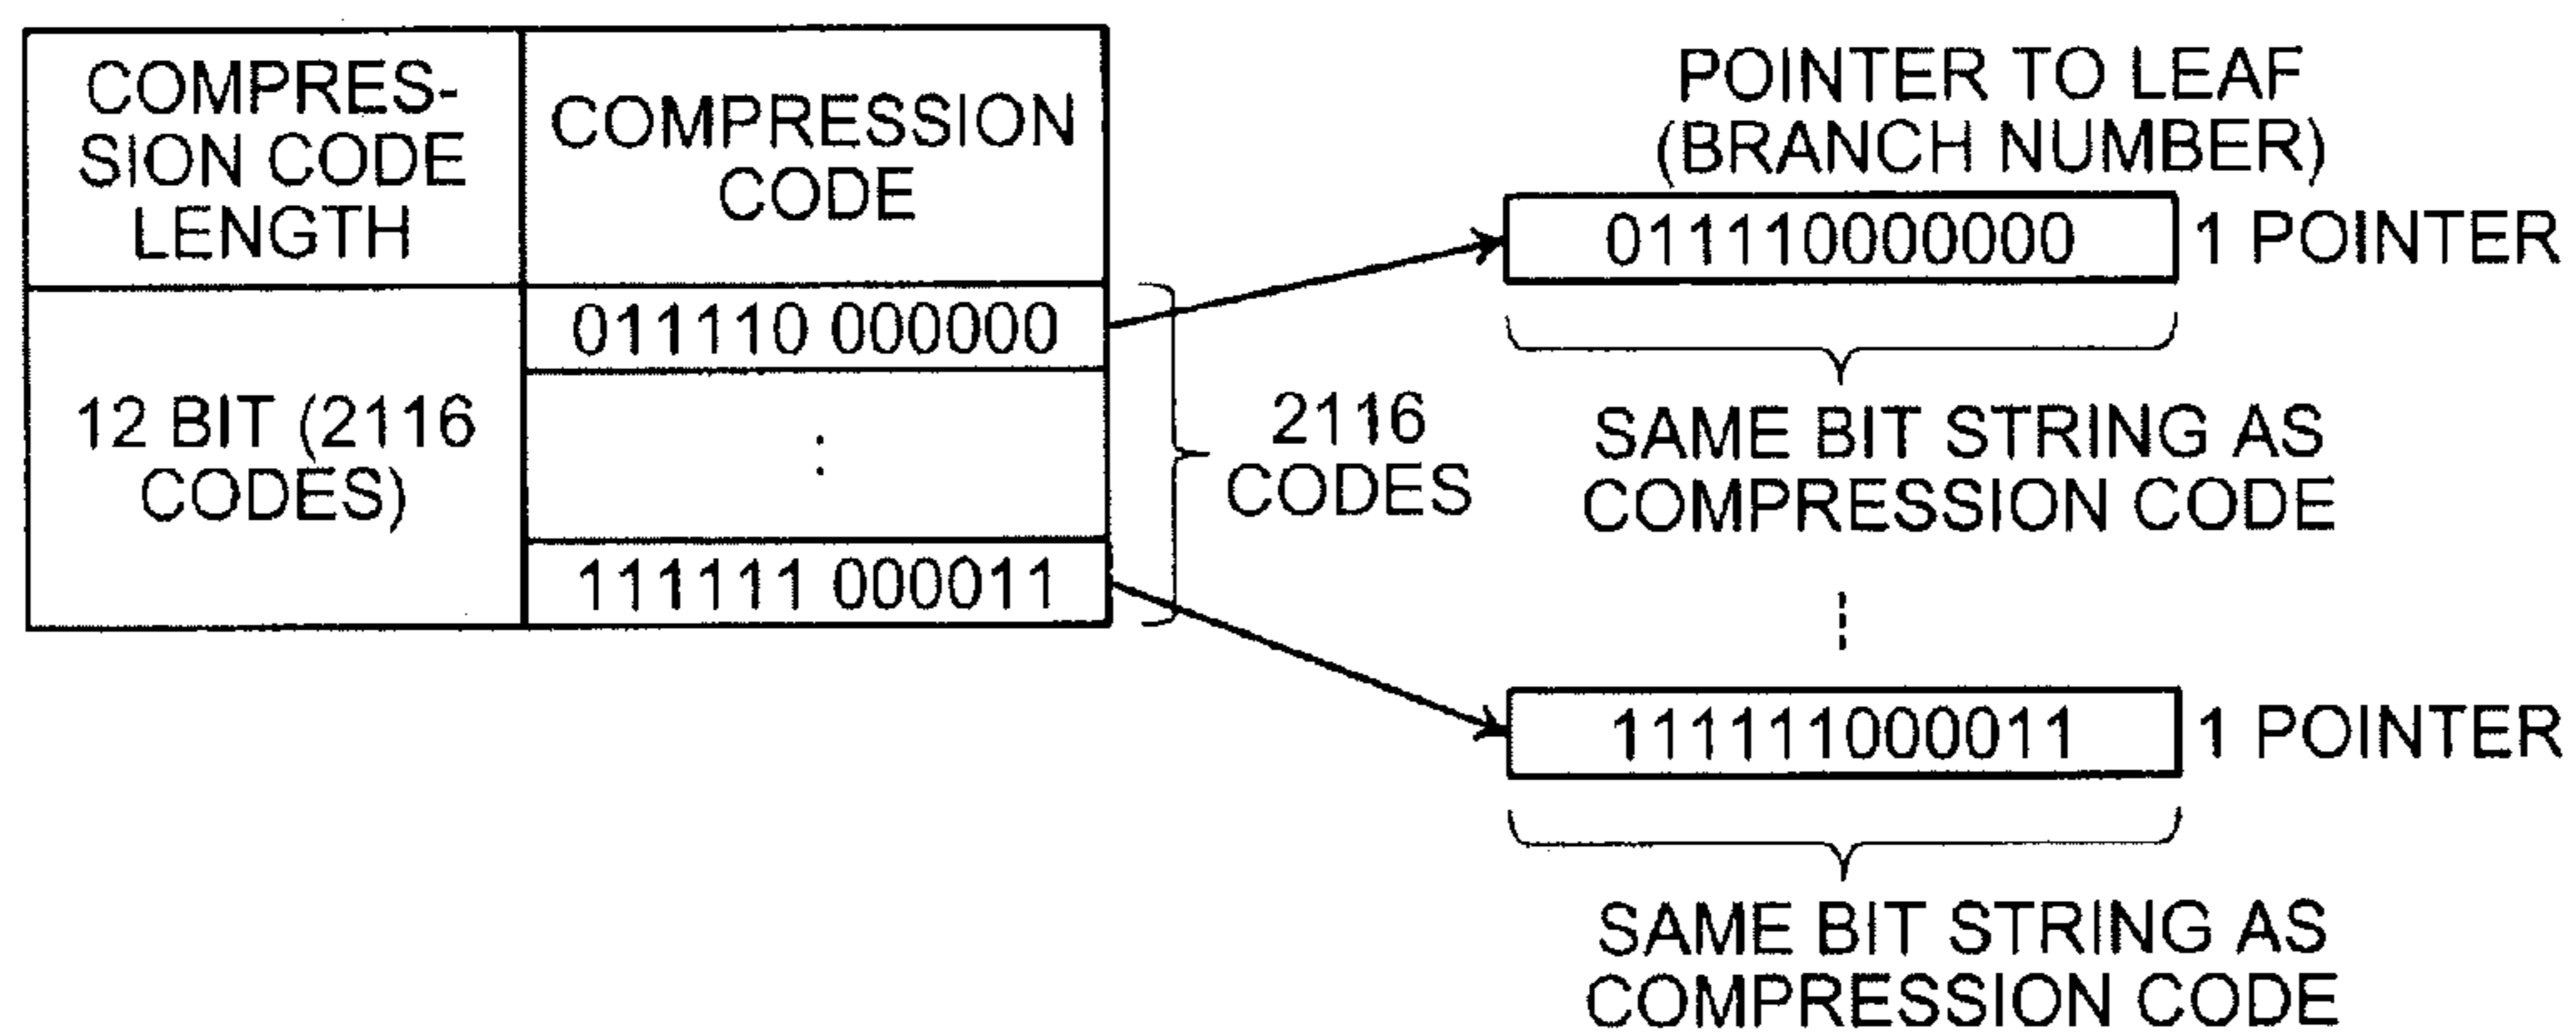 COMPRES-
SION CODE
LENGTH
COMPRESSION
CODE
12 BIT (2116
CODES)
011110 000000
:
111111 000011
2116
CODES
POINTER TO LEAF
(BRANCH NUMBER)
011110000000
1 POINTER
SAME BIT STRING AS
COMPRESSION CODE
111111000011
1 POINTER
SAME BIT STRING AS
COMPRESSION CODE